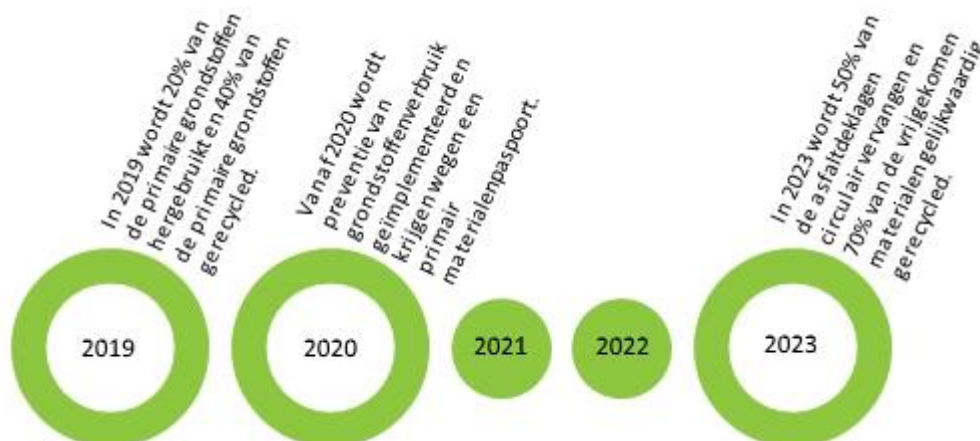 In 2019 wordt 20% van
de primaire grondstoffen
hergebruikt en 40% van
de primaire grondstoffen
gerecycled.
2019
Vanaf 2020 wordt
preventie van
grondstoffenverbruik
geïmplementeerd en
krijgen wegen een
primair
materialenpaspoort.
2020
2021
2022
In 2023 wordt 50% van
de asfaltdeklagen
circulair vervangen en
70% van de vrijgekomen
materialen gelijkwaardig
gerecycled.
2023